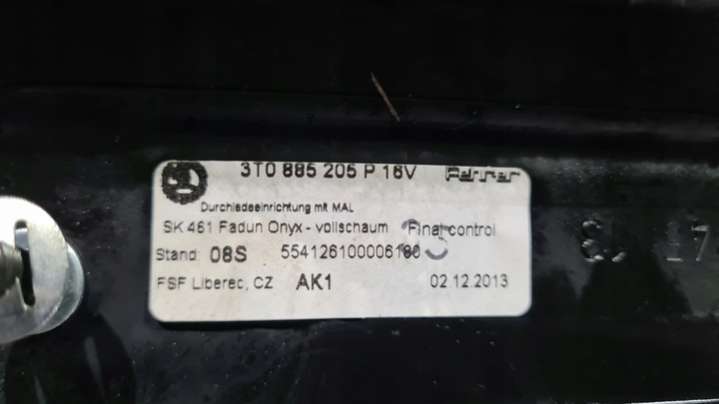 3T0 885 205 P 16V
Durchladeeinrichtung mit MAL
SK 461 Fadun Onyx - vollschaum Final control
Stand: 08S 554126100006180
FSF Liberec, CZ AK1 02.12.2013